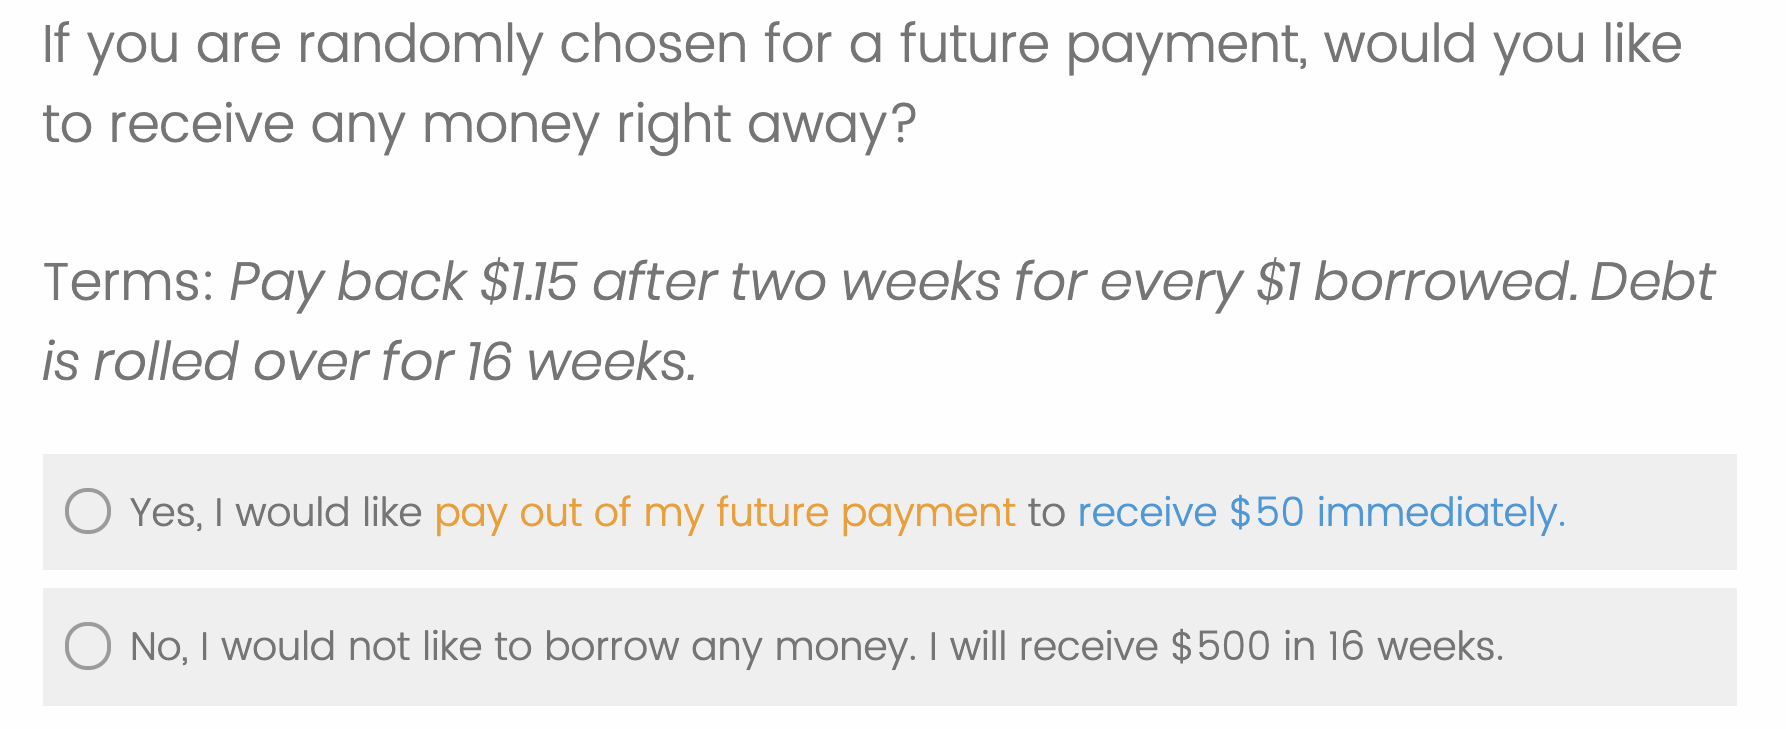 If you are randomly chosen for a future payment, would you like
to receive any money right away?
Terms: Pay back $1.15 after two weeks for every $1 borrowed. Debt
is rolled over for 16 weeks.
Yes, I would like pay out of my future payment to receive $50 immediately.
No, I would not like to borrow any money. I will receive $500 in 16 weeks.